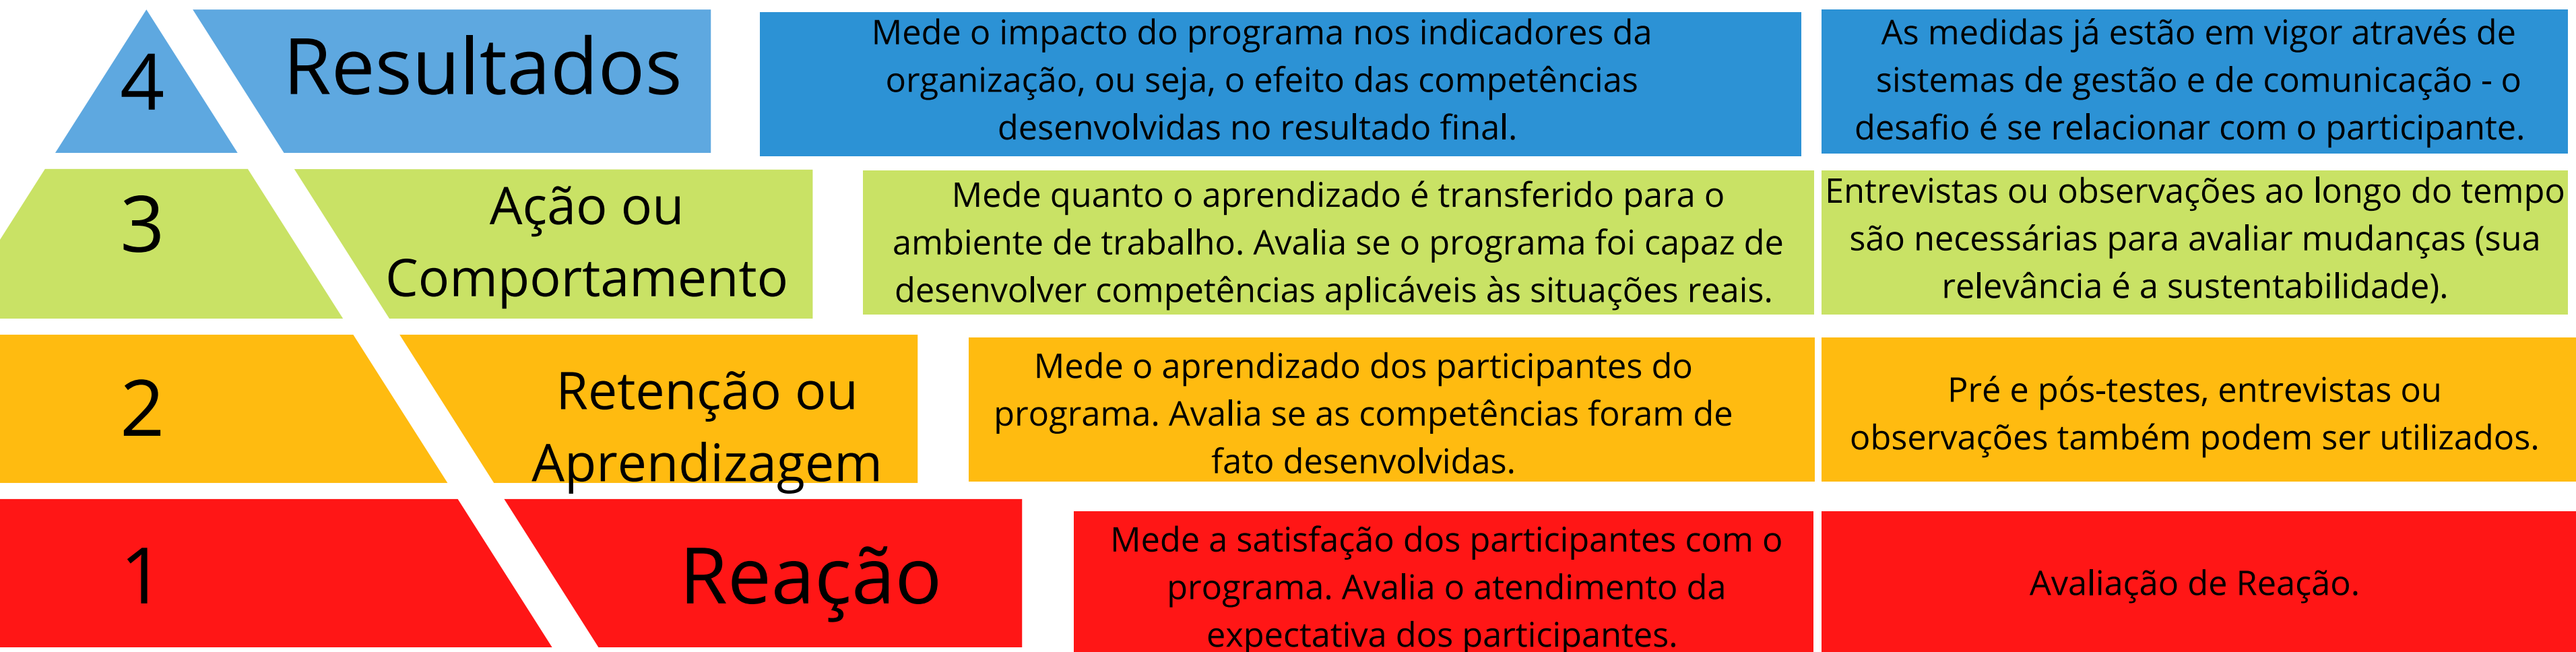 4
Resultados
Mede o impacto do programa nos indicadores da
organização, ou seja, o efeito das competências
desenvolvidas no resultado final.
As medidas já estão em vigor através de
sistemas de gestão e de comunicação - o
desafio é se relacionar com o participante.
3
Ação ou
Comportamento
Mede quanto o aprendizado é transferido para o
ambiente de trabalho. Avalia se o programa foi capaz de
desenvolver competências aplicáveis às situações reais.
Entrevistas ou observações ao longo do tempo
são necessárias para avaliar mudanças (sua
relevância é a sustentabilidade).
2
Retenção ou
Aprendizagem
Mede o aprendizado dos participantes do
programa. Avalia se as competências foram de
fato desenvolvidas.
Pré e pós-testes, entrevistas ou
observações também podem ser utilizados.
1
Reação
Mede a satisfação dos participantes com o
programa. Avalia o atendimento da
expectativa dos participantes.
Avaliação de Reação.